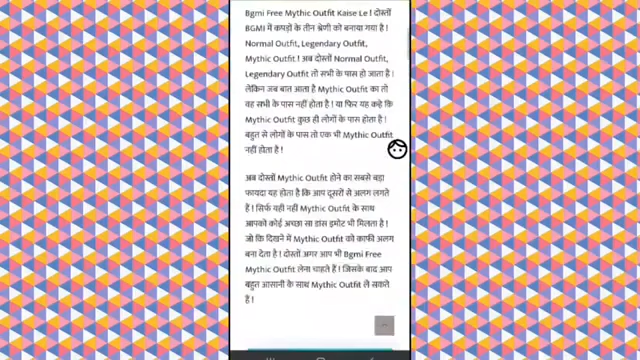 Bgmi Free Mythic Outfit Kaise Le ! दोस्तों
BGMI में कपड़ों के तीन श्रेणी को बनाया गया है !
Normal Outfit, Legendary Outfit,
Mythic Outfit ! अब दोस्तों Normal Outfit,
Legendary Outfit तो सभी के पास हो जाता है !
लेकिन जब बात आता है Mythic Outfit का तो
वह सभी के पास नहीं होता है ! या फिर यह कहे कि
Mythic Outfit कुछ ही लोगों के पास होता है !
बहुत से लोगों के पास तो एक भी Mythic Outfit
नहीं होता है !
अब दोस्तों Mythic Outfit होने का सबसे बड़ा
फायदा यह होता है कि आप दूसरों से अलग लगते
हैं ! सिर्फ यही नहीं Mythic Outfit के साथ
आपको कोई अच्छा सा डांस इमोट भी मिलता है !
जो कि दिखने में Mythic Outfit को काफी अलग
बना देता है ! दोस्तों अगर आप भी Bgmi Free
Mythic Outfit लेना चाहते हैं ! जिसके बाद आप
बहुत आसानी के साथ Mythic Outfit ले सकते
हैं !